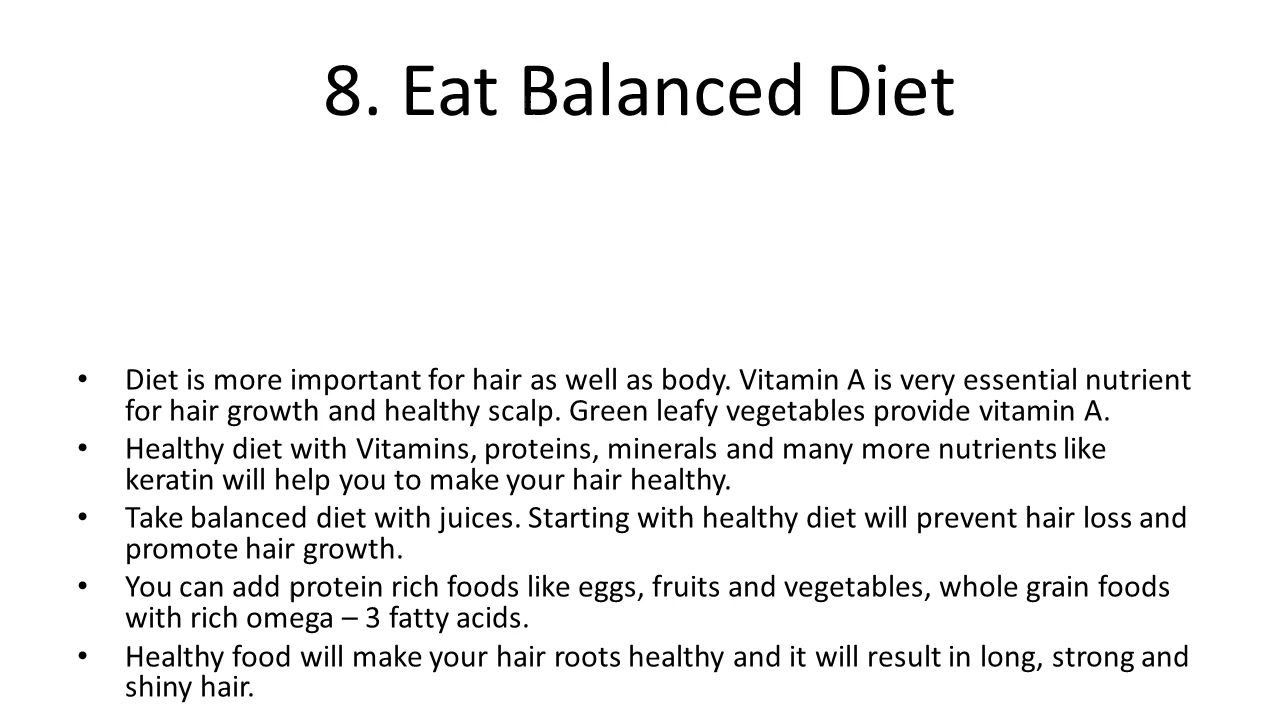 8. Eat Balanced Diet
• Diet is more important for hair as well as body. Vitamin A is very essential nutrient
for hair growth and healthy scalp. Green leafy vegetables provide vitamin A.
• Healthy diet with Vitamins, proteins, minerals and many more nutrients like
keratin will help you to make your hair healthy.
• Take balanced diet with juices. Starting with healthy diet will prevent hair loss and
promote hair growth.
• You can add protein rich foods like eggs, fruits and vegetables, whole grain foods
with rich omega – 3 fatty acids.
• Healthy food will make your hair roots healthy and it will result in long, strong and
shiny hair.